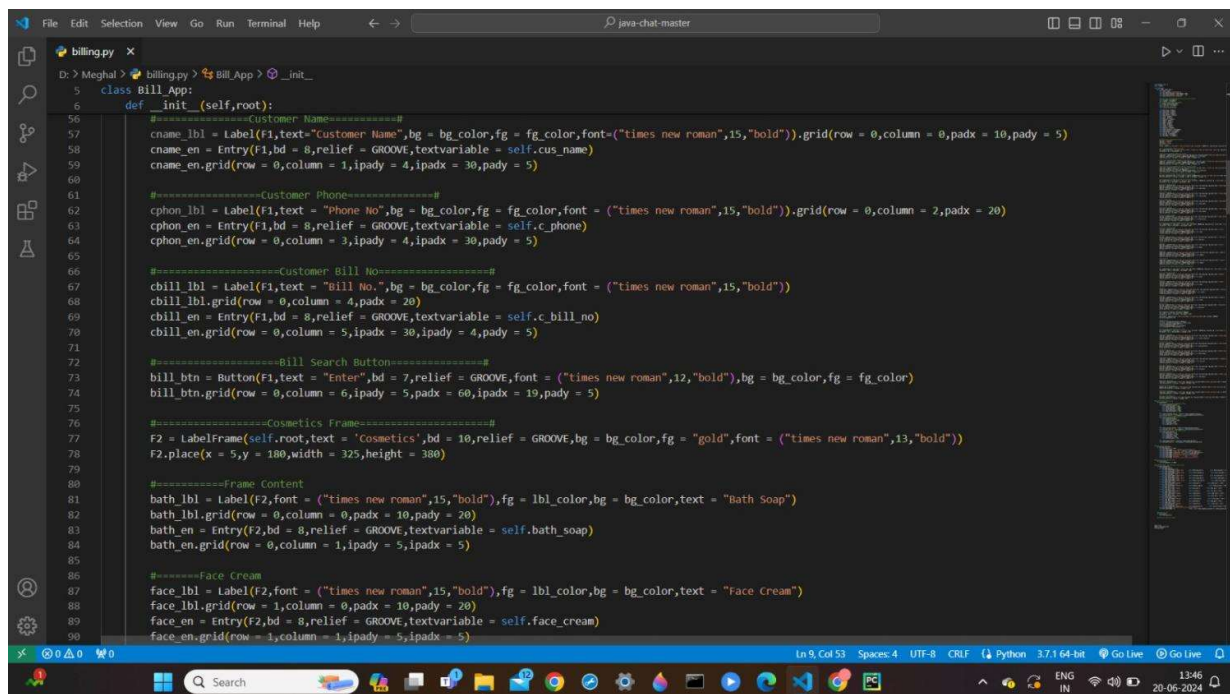 File Edit Selection View Go Run Terminal Help
java-chat-master
billing.py
D: > Meghal > billing.py > Bill_App > __init__
5 class Bill_App:
6 def __init__(self,root):
56 #===============Customer Name===========#
57 cname_lbl = Label(F1,text="Customer Name",bg = bg_color,fg = fg_color,font=("times new roman",15,"bold")).grid(row = 0,column = 0,padx = 10,pady = 5)
58 cname_en = Entry(F1,bd = 8,relief = GROOVE,textvariable = self.cus_name)
59 cname_en.grid(row = 0,column = 1,ipady = 4,ipadx = 30,pady = 5)
60
61 #=================Customer Phone==============#
62 cphon_lbl = Label(F1,text = "Phone No",bg = bg_color,fg = fg_color,font = ("times new roman",15,"bold")).grid(row = 0,column = 2,padx = 20)
63 cphon_en = Entry(F1,bd = 8,relief = GROOVE,textvariable = self.c_phone)
64 cphon_en.grid(row = 0,column = 3,ipady = 4,ipadx = 30,pady = 5)
65
66 #====================Customer Bill No==================#
67 cbill_lbl = Label(F1,text = "Bill No.",bg = bg_color,fg = fg_color,font = ("times new roman",15,"bold"))
68 cbill_lbl.grid(row = 0,column = 4,padx = 20)
69 cbill_en = Entry(F1,bd = 8,relief = GROOVE,textvariable = self.c_bill_no)
70 cbill_en.grid(row = 0,column = 5,ipadx = 30,ipady = 4,pady = 5)
71
72 #====================Bill Search Button===============#
73 bill_btn = Button(F1,text = "Enter",bd = 7,relief = GROOVE,font = ("times new roman",12,"bold"),bg = bg_color,fg = fg_color)
74 bill_btn.grid(row = 0,column = 6,ipady = 5,padx = 60,ipadx = 19,pady = 5)
75
76 #==================Cosmetics Frame=====================#
77 F2 = LabelFrame(self.root,text = 'Cosmetics',bd = 10,relief = GROOVE,bg = bg_color,fg = "gold",font = ("times new roman",13,"bold"))
78 F2.place(x = 5,y = 180,width = 325,height = 380)
79
80 #===========Frame Content
81 bath_lbl = Label(F2,font = ("times new roman",15,"bold"),fg = lbl_color,bg = bg_color,text = "Bath Soap")
82 bath_lbl.grid(row = 0,column = 0,padx = 10,pady = 20)
83 bath_en = Entry(F2,bd = 8,relief = GROOVE,textvariable = self.bath_soap)
84 bath_en.grid(row = 0,column = 1,ipady = 5,ipadx = 5)
85
86 #=======Face Cream
87 face_lbl = Label(F2,font = ("times new roman",15,"bold"),fg = lbl_color,bg = bg_color,text = "Face Cream")
88 face_lbl.grid(row = 1,column = 0,padx = 10,pady = 20)
89 face_en = Entry(F2,bd = 8,relief = GROOVE,textvariable = self.face_cream)
90 face_en.grid(row = 1,column = 1,ipady = 5,ipadx = 5)
0 0 0 Ln 9, Col 53 Spaces: 4 UTF-8 CRLF Python 3.7.1 64-bit Go Live Go Live
Search 12 PC ENG IN 13:46 20-06-2024